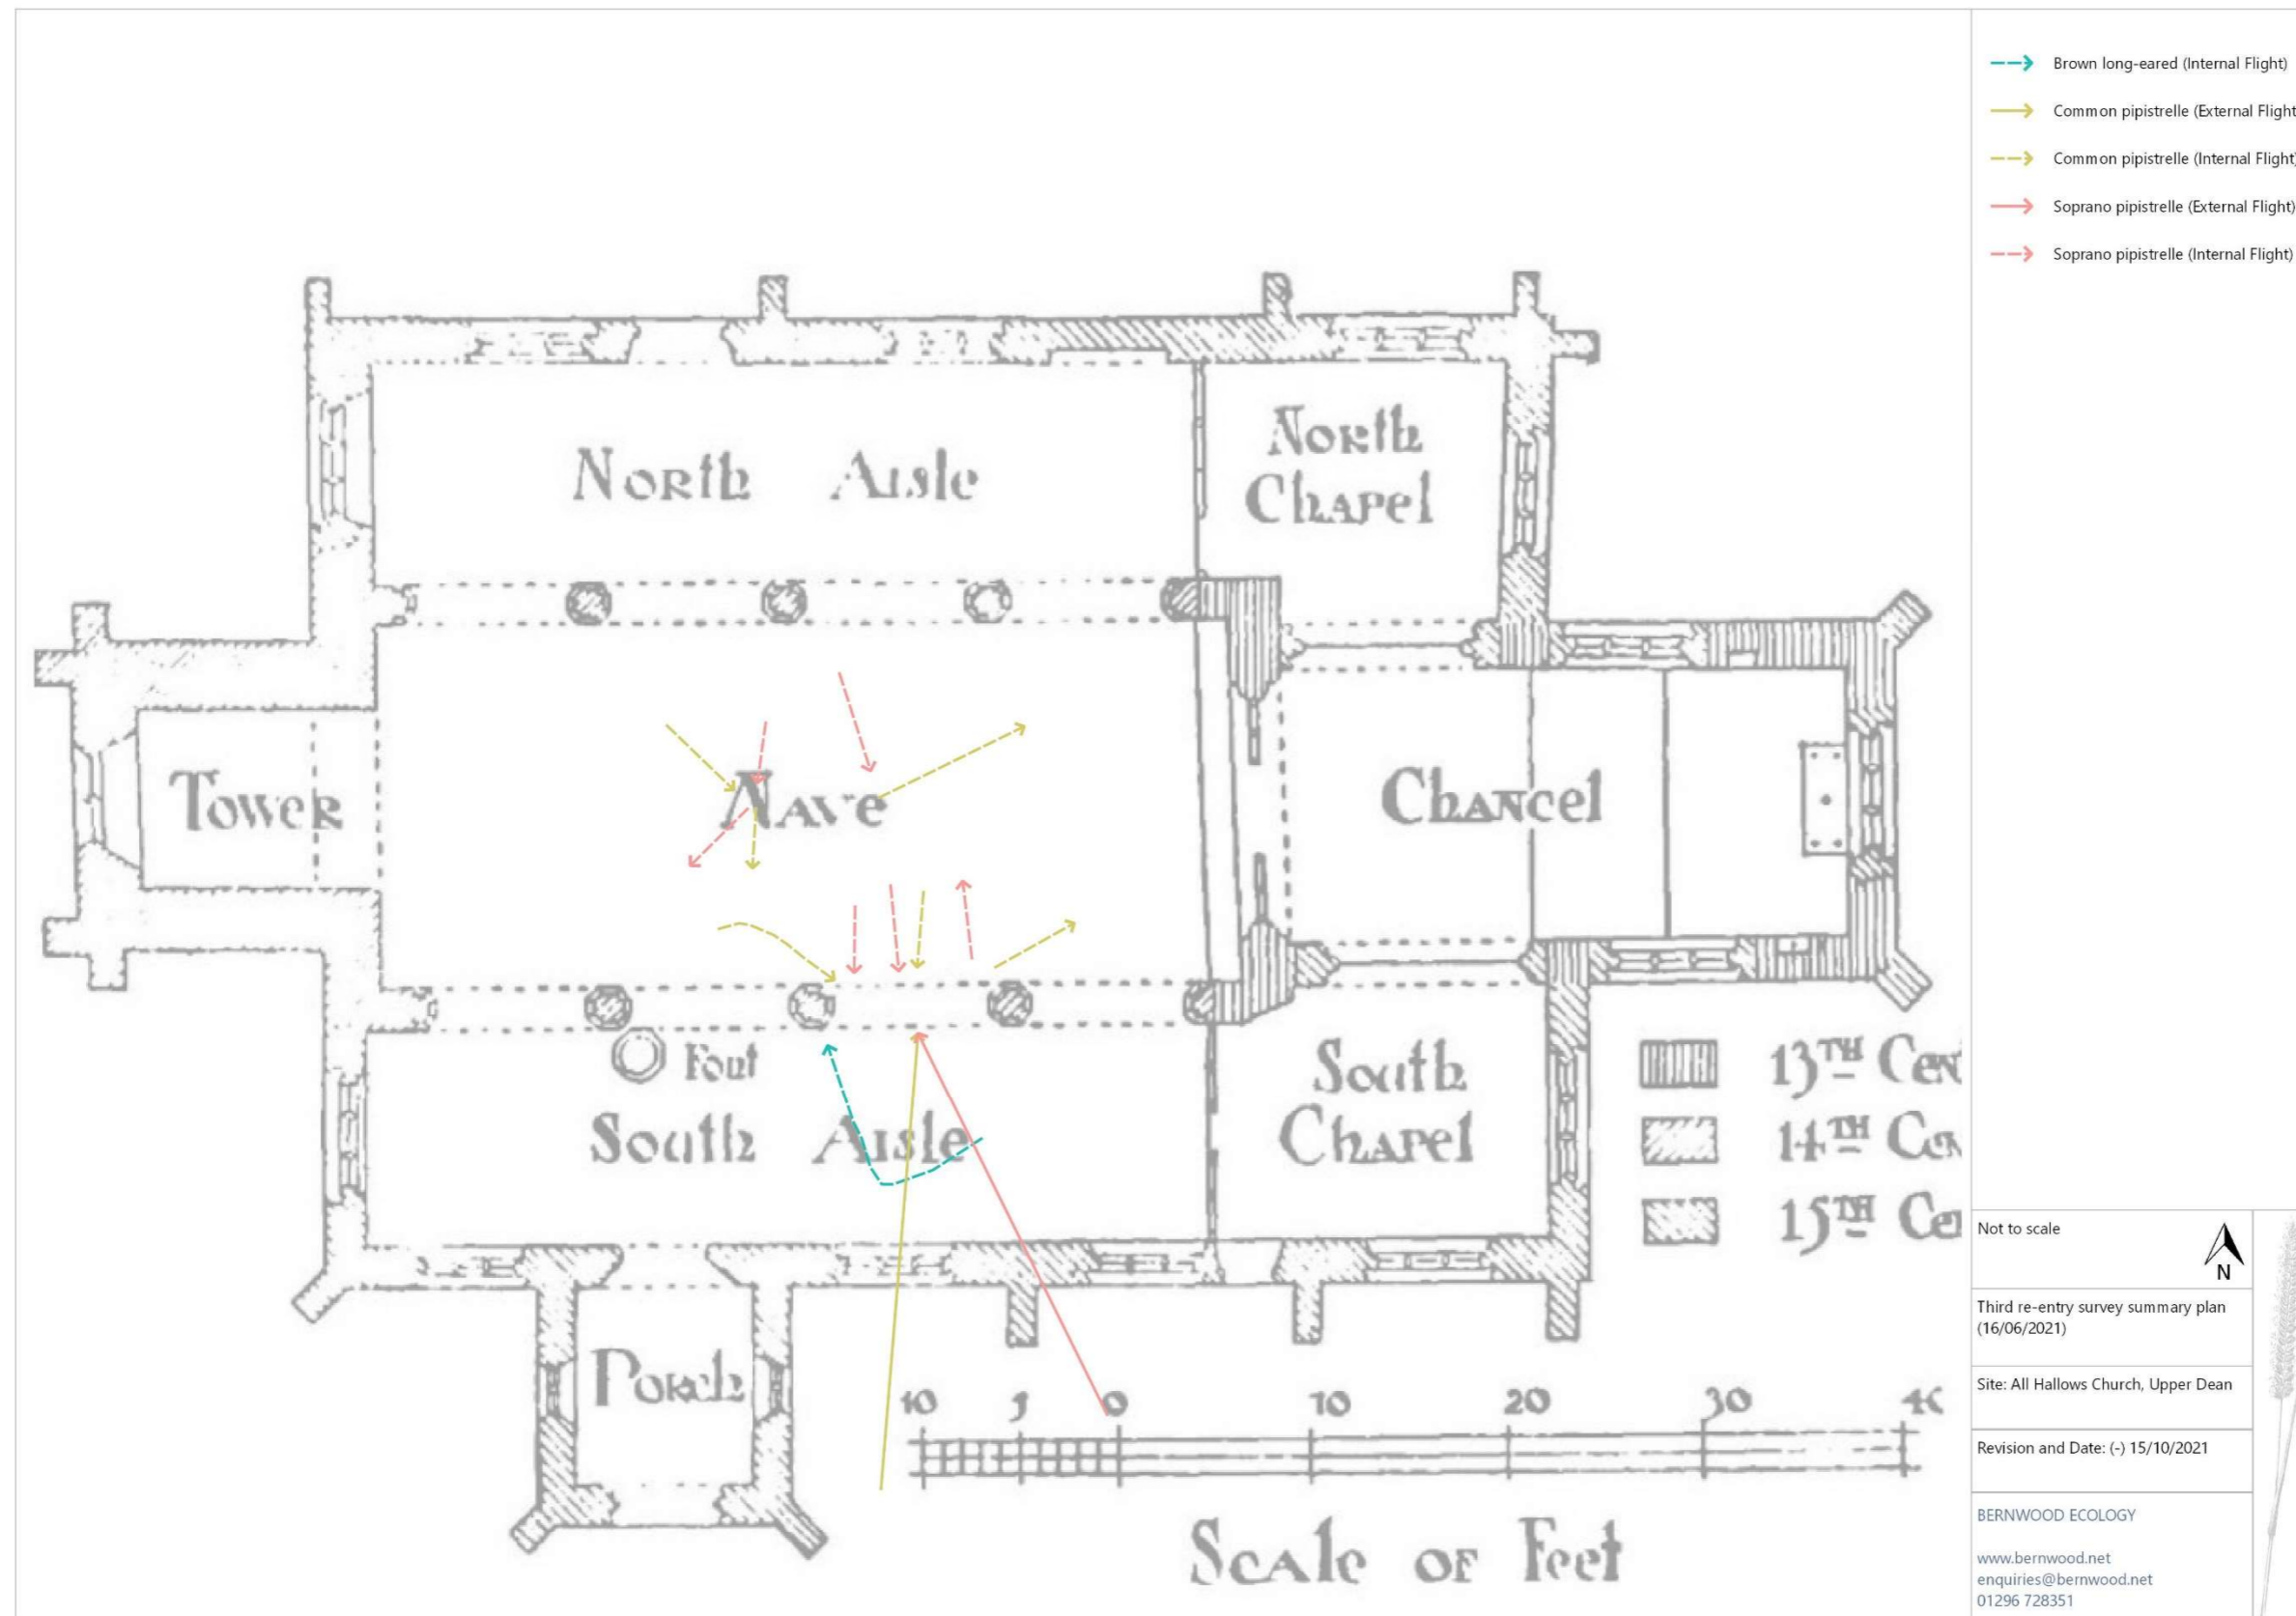 Brown long-eared (Internal Flight)
Common pipistrelle (External Flight
Common pipistrelle (Internal Flight)
Soprano pipistrelle (External Flight)
Soprano pipistrelle (Internal Flight)
North Aisle
North
Chapel
Tower
Nave
Chancel
Font
South Aisle
South
Chapel
13TH Cen
14TH Cen
15TH Cen
Porch
10 5 0 10 20 30 40
Scale of Feet
Not to scale
N
Third re-entry survey summary plan
(16/06/2021)
Site: All Hallows Church, Upper Dean
Revision and Date: (-) 15/10/2021
BERNWOOD ECOLOGY
www.bernwood.net
enquiries@bernwood.net
01296 728351